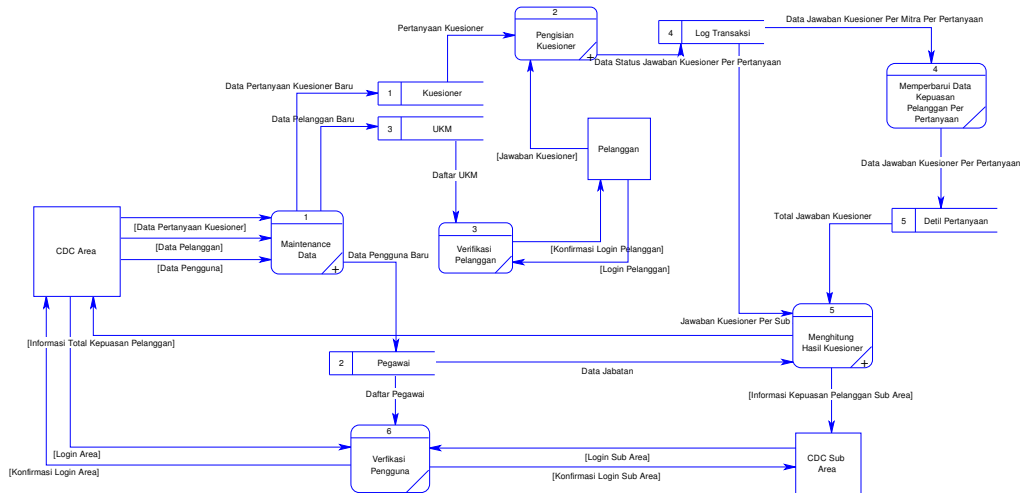 2
Pengisian
Kuesioner
Pertanyaan Kuesioner
4
Log Transaksi
Data Jawaban Kuesioner Per Mitra Per Pertanyaan
Data Status Jawaban Kuesioner Per Pertanyaan
4
Memperbarui Data
Kepuasan
Pelanggan Per
Pertanyaan
Data Pertanyaan Kuesioner Baru
1
Kuesioner
Data Pelanggan Baru
3
UKM
Pelanggan
[Jawaban Kuesioner]
Data Jawaban Kuesioner Per Pertanyaan
Daftar UKM
CDC Area
[Data Pertanyaan Kuesioner]
[Data Pelanggan]
[Data Pengguna]
1
Maintenance
Data
Data Pengguna Baru
3
Verifikasi
Pelanggan
[Konfirmasi Login Pelanggan]
[Login Pelanggan]
Total Jawaban Kuesioner
5
Detil Pertanyaan
Jawaban Kuesioner Per Sub
5
Menghitung
Hasil Kuesioner
[Informasi Total Kepuasan Pelanggan]
2
Pegawai
Data Jabatan
Daftar Pegawai
[Informasi Kepuasan Pelanggan Sub Area]
6
Verfikasi
Pengguna
[Login Area]
[Konfirmasi Login Area]
[Login Sub Area]
[Konfirmasi Login Sub Area]
CDC Sub
Area